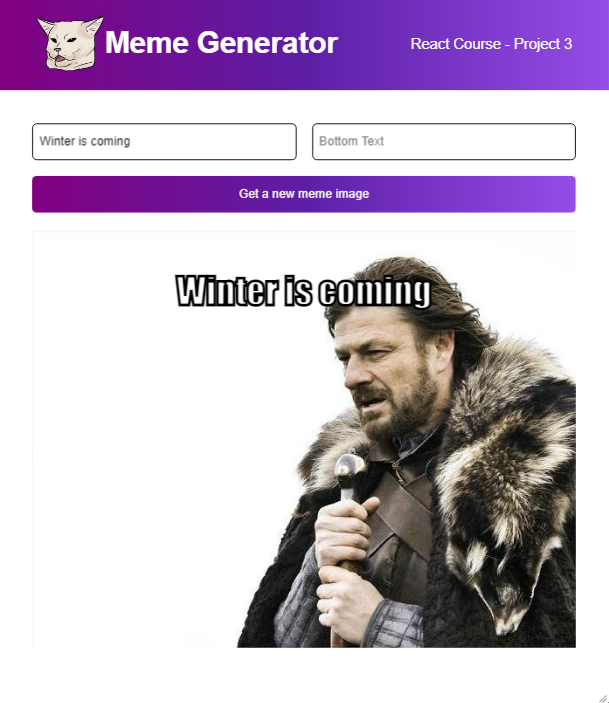 Meme Generator
React Course - Project 3
Winter is coming
Bottom Text
Get a new meme image
Winter is coming